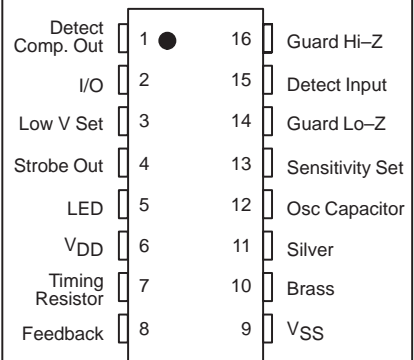 Detect
Comp. Out 1 16 Guard Hi–Z
I/O 2 15 Detect Input
Low V Set 3 14 Guard Lo–Z
Strobe Out 4 13 Sensitivity Set
LED 5 12 Osc Capacitor
VDD 6 11 Silver
Timing
Resistor 7 10 Brass
Feedback 8 9 VSS